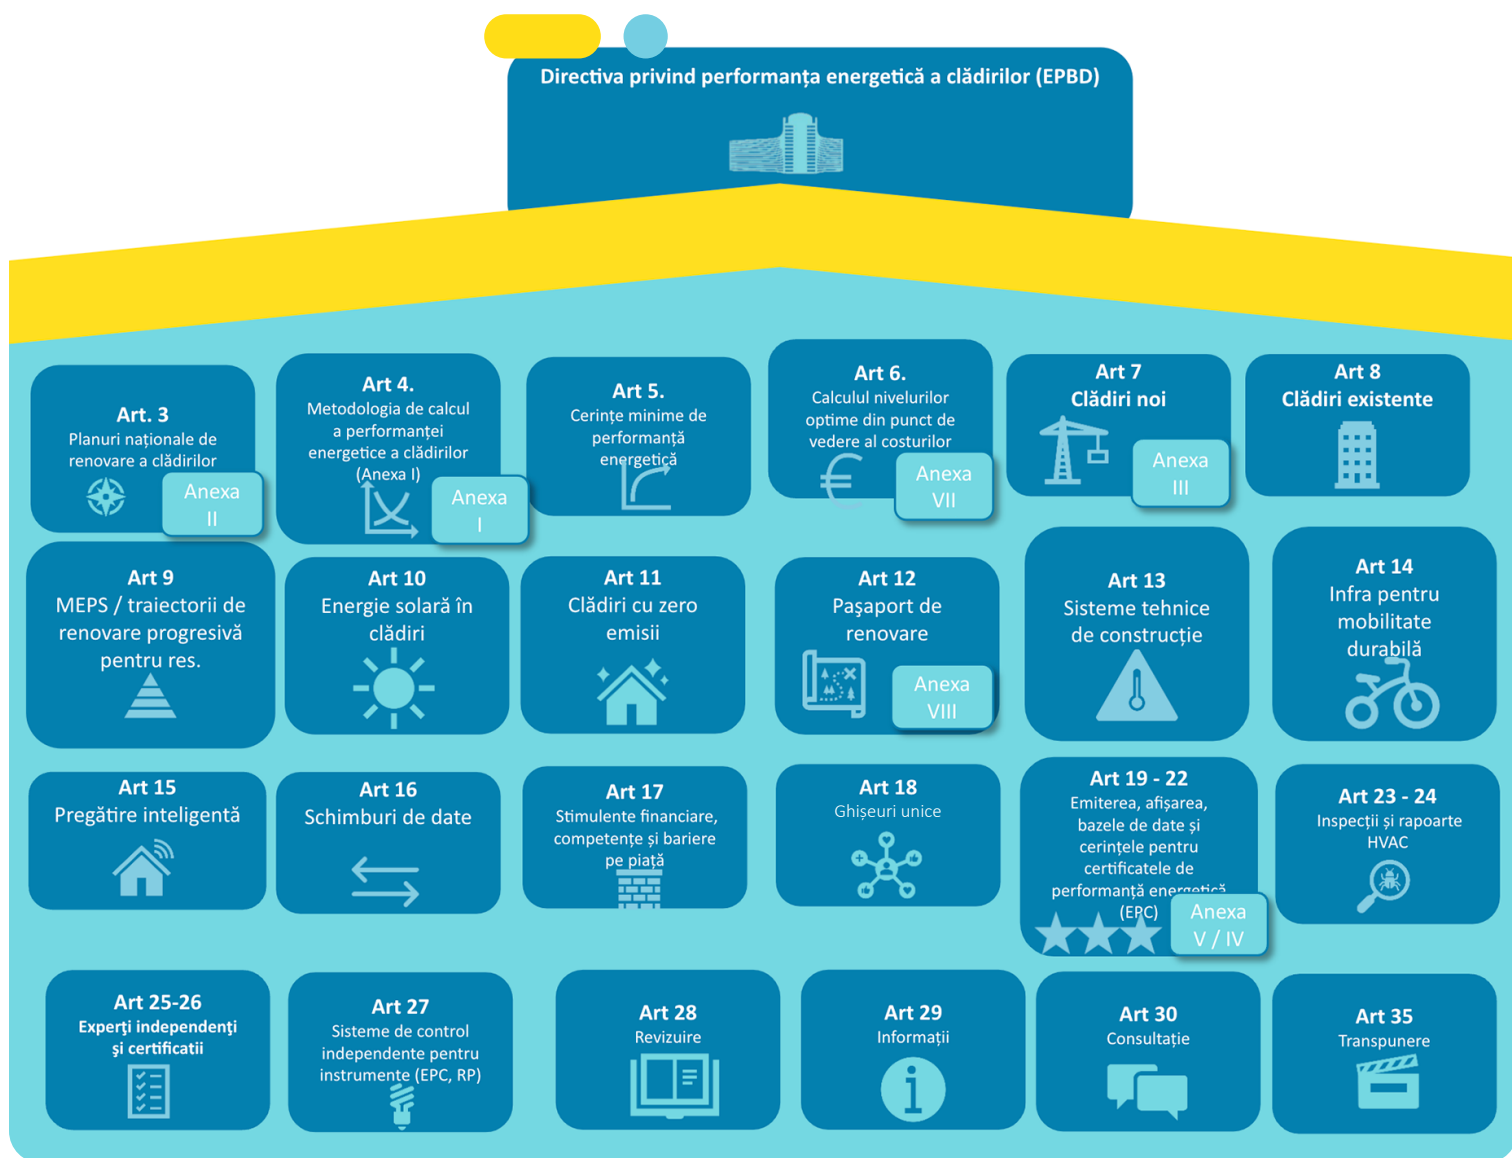 Directiva privind performanța energetică a clădirilor (EPBD)
Art. 3
Planuri naționale de
renovare a clădirilor
Anexa
II
Art 4.
Metodologia de calcul
a performanței
energetice a clădirilor
(Anexa I)
Anexa
I
Art 5.
Cerințe minime de
performanță
energetică
Art 6.
Calculul nivelurilor
optime din punct de
vedere al costurilor
Anexa
VII
Art 7
Clădiri noi
Anexa
III
Art 8
Clădiri existente
Art 9
MEPS / traiectorii de
renovare progresivă
pentru res.
Art 10
Energie solară în
clădiri
Art 11
Clădiri cu zero
emisii
Art 12
Paşaport de
renovare
Anexa
VIII
Art 13
Sisteme tehnice
de construcție
Art 14
Infra pentru
mobilitate
durabilă
Art 15
Pregătire inteligentă
Art 16
Schimburi de date
Art 17
Stimulente financiare,
competențe și bariere
pe piață
Art 18
Ghișeuri unice
Art 19 - 22
Emiterea, afișarea,
bazele de date și
cerințele pentru
certificatele de
performanță energetică
(EPC)
Anexa
V / IV
Art 23 - 24
Inspecții și rapoarte
HVAC
Art 25-26
Experţi independenţi
şi certificatii
Art 27
Sisteme de control
independente pentru
instrumente (EPC, RP)
Art 28
Revizuire
Art 29
Informații
Art 30
Consultație
Art 35
Transpunere